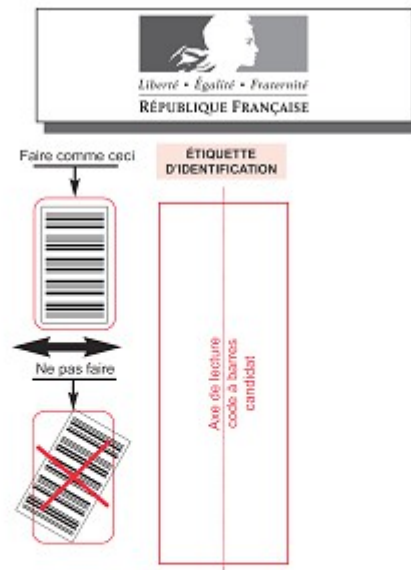 Liberté • Égalité • Fraternité
RÉPUBLIQUE FRANÇAISE
Faire comme ceci
ÉTIQUETTE
D'IDENTIFICATION
Axe de lecture
code à barres
candidat
Ne pas faire